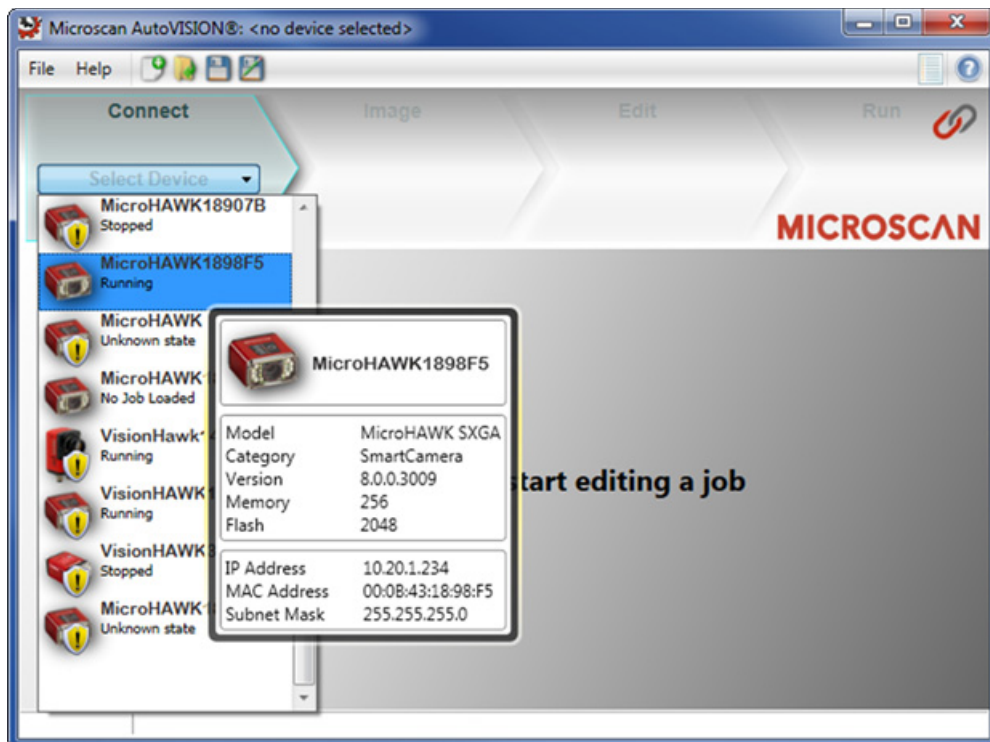 Microscan AutoVISION®: <no device selected>
File Help
Connect Image Edit Run
Select Device
MICROSCAN
MicroHAWK18907B
Stopped
MicroHAWK1898F5
Running
MicroHAWK
Unknown state
MicroHAWK
No Job Loaded
VisionHawk
Running
VisionHAWK
Running
VisionHAWK
Stopped
MicroHAWK
Unknown state
MicroHAWK1898F5
Model MicroHAWK SXGA
Category SmartCamera
Version 8.0.0.3009
Memory 256
Flash 2048
IP Address 10.20.1.234
MAC Address 00:0B:43:18:98:F5
Subnet Mask 255.255.255.0
start editing a job